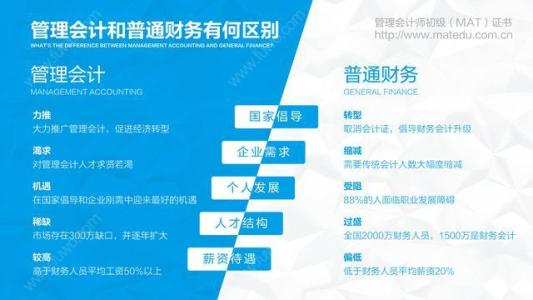 管理会计和普通财务有何区别
WHAT'S THE DIFFERENCE BETWEEN MANAGEMENT ACCOUNTING AND GENERAL FINANCE?
管理会计师初级（MAT）证书
http://www.matedu.com.cn
管理会计
MANAGEMENT ACCOUNTING
普通财务
GENERAL FINANCE
力推
大力推广管理会计，促进经济转型
国家倡导
转型
取消会计证，倡导财务会计升级
渴求
对管理会计人才求贤若渴
企业需求
缩减
需要传统会计人数大幅度缩减
机遇
在国家倡导和企业刚需中迎来最好的机遇
个人发展
受阻
88%的人面临职业发展障碍
稀缺
市场存在300万缺口，并逐年扩大
人才结构
过盛
全国2000万财务人员，1500万是财务会计
较高
高于财务人员平均工资50%以上
薪资待遇
偏低
低于财务人员平均薪资20%